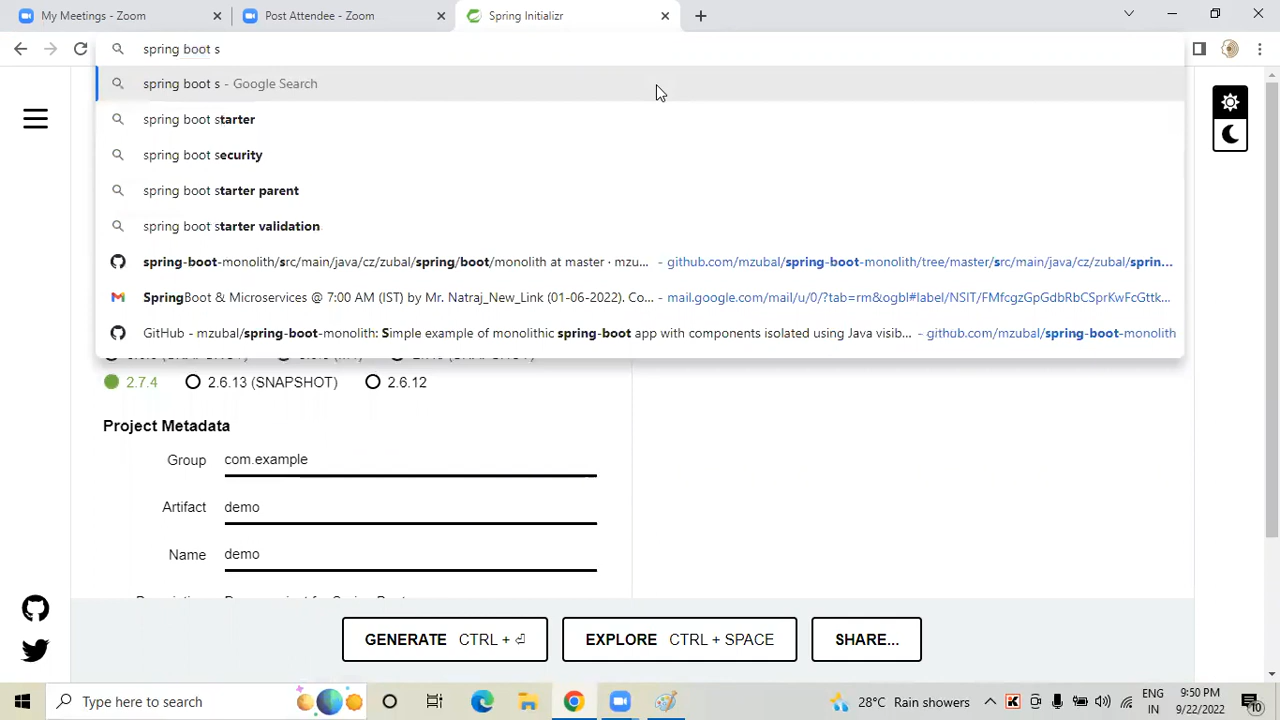 My Meetings - Zoom
Post Attendee - Zoom
Spring Initializr
spring boot s
spring boot s - Google Search
spring boot starter
spring boot security
spring boot starter parent
spring boot starter validation
spring-boot-monolith/src/main/java/cz/zubal/spring/boot/monolith at master · mzu... - github.com/mzubal/spring-boot-monolith/tree/master/src/main/java/cz/zubal/sprin...
SpringBoot & Microservices @ 7:00 AM (IST) by Mr. Natraj_New_Link (01-06-2022). Co... - mail.google.com/mail/u/0/?tab=rm&ogbl#label/NSIT/FMfcgzGpGdbRbCSprKwFcGttk...
GitHub - mzubal/spring-boot-monolith: Simple example of monolithic spring-boot app with components isolated using Java visib... - github.com/mzubal/spring-boot-monolith
2.7.4 2.6.13 (SNAPSHOT) 2.6.12
Project Metadata
Group com.example
Artifact demo
Name demo
GENERATE CTRL + ⏎ EXPLORE CTRL + SPACE SHARE...
Type here to search
28°C Rain showers
ENG
IN
9:50 PM
9/22/2022
10